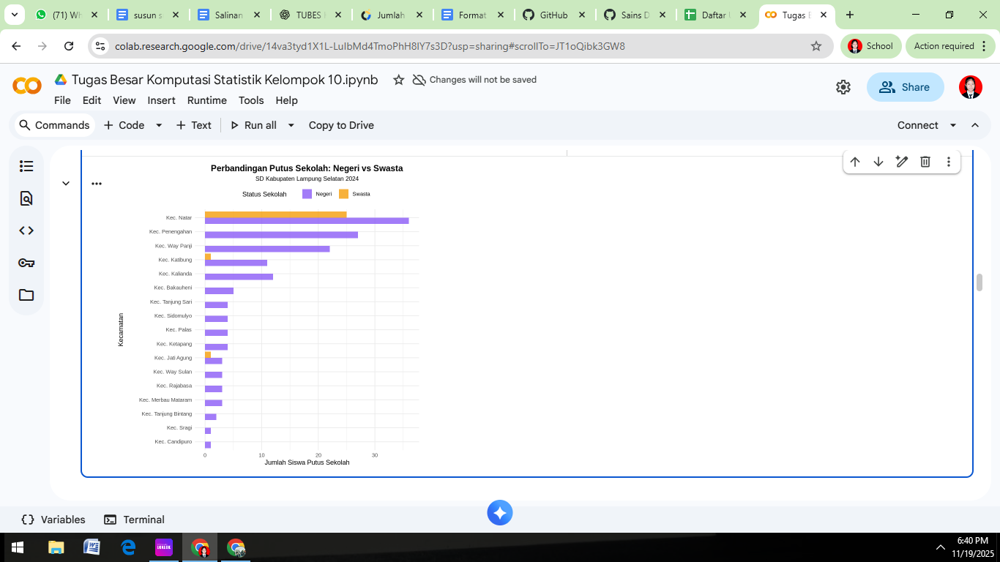 (71) Wh
susun s
Salinan
TUBES
Jumlah
Format
GitHub
Sains D
Daftar
Tugas B
colab.research.google.com/drive/14va3tyd1X1L-LuIbMd4TmoPhH8IY7s3D?usp=sharing#scrollTo=JT1oQibk3GW8
School
Action required
Tugas Besar Komputasi Statistik Kelompok 10.ipynb
Changes will not be saved
File Edit View Insert Runtime Tools Help
Share
Commands
+ Code
+ Text
Run all
Copy to Drive
Connect
Perbandingan Putus Sekolah: Negeri vs Swasta
SD Kabupaten Lampung Selatan 2024
Status Sekolah Negeri Swasta
Kecamatan
Kec. Natar
Kec. Penengahan
Kec. Way Panji
Kec. Katibung
Kec. Kalianda
Kec. Bakauheni
Kec. Tanjung Sari
Kec. Sidomulyo
Kec. Palas
Kec. Ketapang
Kec. Jati Agung
Kec. Way Sulan
Kec. Rajabasa
Kec. Merbau Mataram
Kec. Tanjung Bintang
Kec. Sragi
Kec. Candipuro
0 10 20 30
Jumlah Siswa Putus Sekolah
Variables
Terminal
6:40 PM
11/19/2025